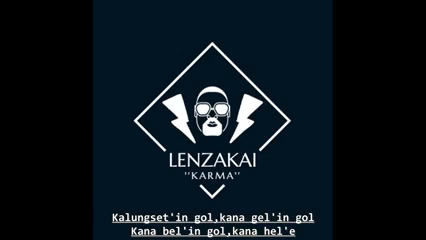 LENZAKAI
"KARMA"
Kalungset'in gol,kana gel'in gol
Kana bel'in gol,kana hel'e